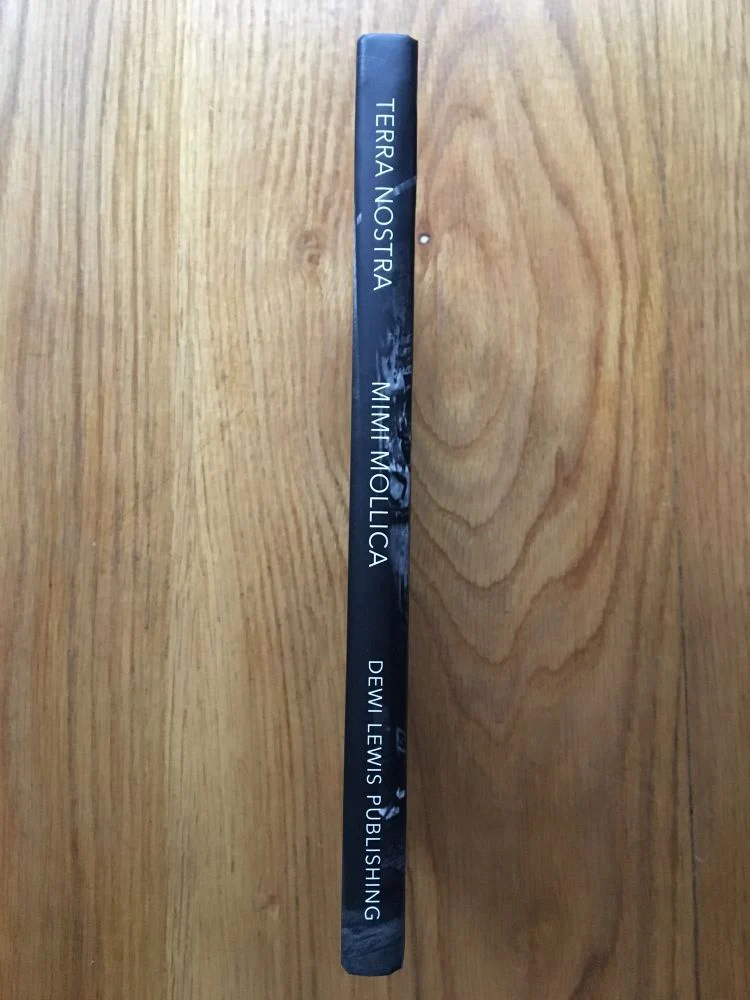 TERRA NOSTRA
MIMI MOLLICA
DEWI LEWIS PUBLISHING